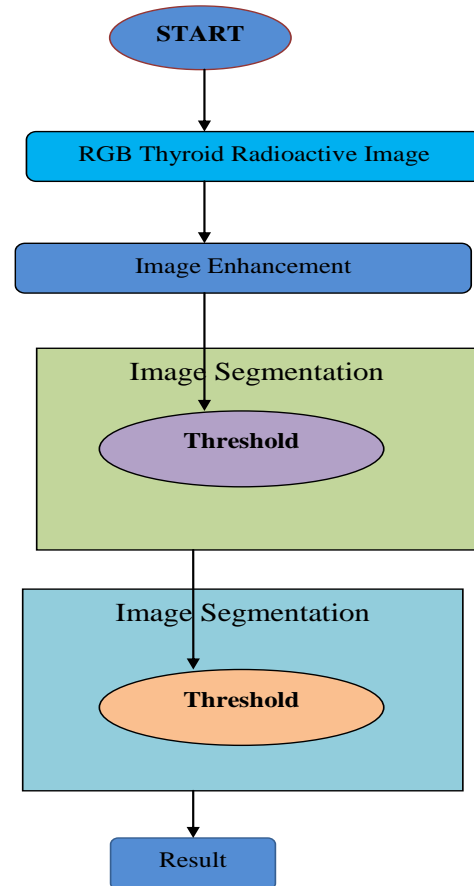 START
RGB Thyroid Radioactive Image
Image Enhancement
Image Segmentation
Threshold
Image Segmentation
Threshold
Result